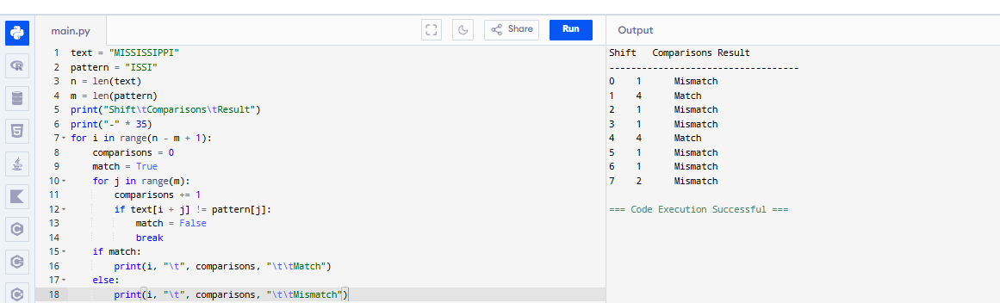 main.py
Share
Run
Output
1 text = "MISSISSIPPI"
2 pattern = "ISSI"
3 n = len(text)
4 m = len(pattern)
5 print("Shift\tComparisons\tResult")
6 print("-" * 35)
7 for i in range(n - m + 1):
8     comparisons = 0
9     match = True
10     for j in range(m):
11         comparisons += 1
12         if text[i + j] != pattern[j]:
13             match = False
14             break
15     if match:
16         print(i, "\t", comparisons, "\t\tMatch")
17     else:
18         print(i, "\t", comparisons, "\t\tMismatch")
Shift   Comparisons Result
-----------------------------------
0    1      Mismatch
1    4      Match
2    1      Mismatch
3    1      Mismatch
4    4      Match
5    1      Mismatch
6    1      Mismatch
7    2      Mismatch
=== Code Execution Successful ===